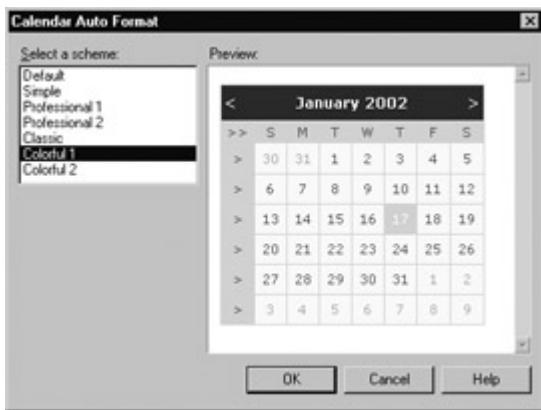 Calendar Auto Format
Select a scheme:
Default
Simple
Professional 1
Professional 2
Classic
Colorful 1
Colorful 2
Preview:
< January 2002 >
>> S M T W T F S
> 30 31 1 2 3 4 5
> 6 7 8 9 10 11 12
> 13 14 15 16 17 18 19
> 20 21 22 23 24 25 26
> 27 28 29 30 31 1 2
> 3 4 5 6 7 8 9
OK Cancel Help